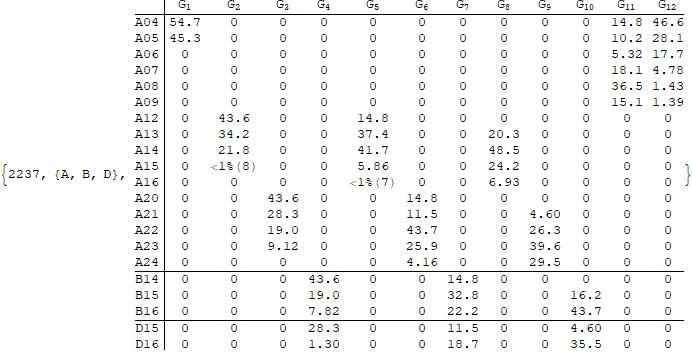 G₁ G₂ G₃ G₄ G₅ G₆ G₇ G₈ G₉ G₁₀ G₁₁ G₁₂
A04 54.7 0 0 0 0 0 0 0 0 0 14.8 46.6
A05 45.3 0 0 0 0 0 0 0 0 0 10.2 28.1
A06 0 0 0 0 0 0 0 0 0 0 5.32 17.7
A07 0 0 0 0 0 0 0 0 0 0 18.1 4.78
A08 0 0 0 0 0 0 0 0 0 0 36.5 1.43
A09 0 0 0 0 0 0 0 0 0 0 15.1 1.39
A12 0 43.6 0 0 14.8 0 0 0 0 0 0 0
A13 0 34.2 0 0 37.4 0 0 20.3 0 0 0 0
A14 0 21.8 0 0 41.7 0 0 48.5 0 0 0 0
{2237, {A, B, D}, A15 0 <1%(8) 0 0 5.86 0 0 24.2 0 0 0 0 }
A16 0 0 0 0 <1%(7) 0 0 6.93 0 0 0 0
A20 0 0 43.6 0 0 14.8 0 0 0 0 0 0
A21 0 0 28.3 0 0 11.5 0 0 4.60 0 0 0
A22 0 0 19.0 0 0 43.7 0 0 26.3 0 0 0
A23 0 0 9.12 0 0 25.9 0 0 39.6 0 0 0
A24 0 0 0 0 0 4.16 0 0 29.5 0 0 0
B14 0 0 0 43.6 0 0 14.8 0 0 0 0 0
B15 0 0 0 19.0 0 0 32.8 0 0 16.2 0 0
B16 0 0 0 7.82 0 0 22.2 0 0 43.7 0 0
D15 0 0 0 28.3 0 0 11.5 0 0 4.60 0 0
D16 0 0 0 1.30 0 0 18.7 0 0 35.5 0 0